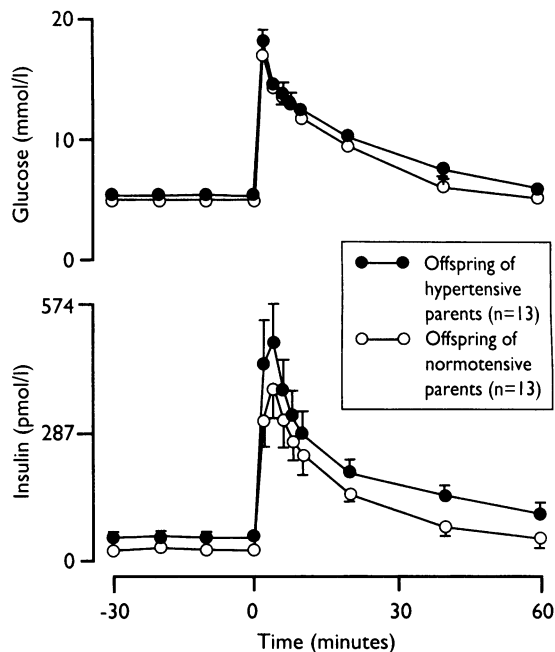 20
10
0
Glucose (mmol/l)
Offspring of
hypertensive
parents (n=13)
Offspring of
normotensive
parents (n=13)
574
287
0
Insulin (pmol/l)
-30
0
30
60
Time (minutes)